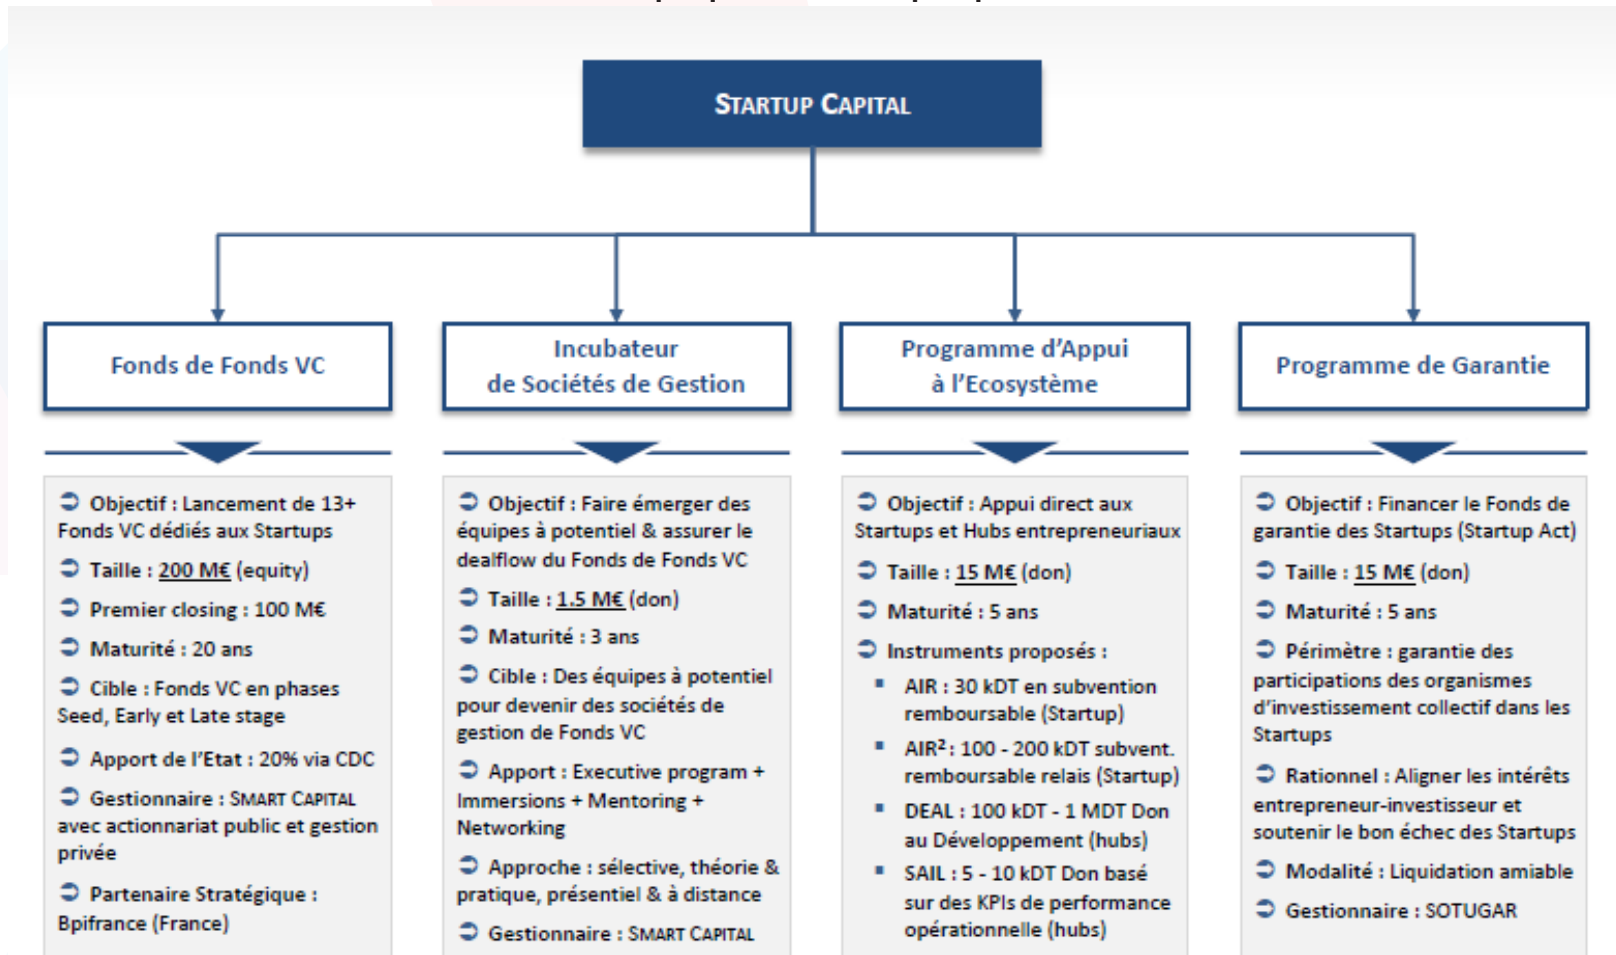 STARTUP CAPITAL
Fonds de Fonds VC
Objectif : Lancement de 13+
Fonds VC dédiés aux Startups
Taille : 200 M€ (equity)
Premier closing : 100 M€
Maturité : 20 ans
Cible : Fonds VC en phases
Seed, Early et Late stage
Apport de l’Etat : 20% via CDC
Gestionnaire : SMART CAPITAL
avec actionnariat public et gestion
privée
Partenaire Stratégique :
Bpifrance (France)
Incubateur
de Sociétés de Gestion
Objectif : Faire émerger des
équipes à potentiel & assurer le
dealflow du Fonds de Fonds VC
Taille : 1.5 M€ (don)
Maturité : 3 ans
Cible : Des équipes à potentiel
pour devenir des sociétés de
gestion de Fonds VC
Apport : Executive program +
Immersions + Mentoring +
Networking
Approche : sélective, théorie &
pratique, présentiel & à distance
Gestionnaire : SMART CAPITAL
Programme d’Appui
à l’Ecosystème
Objectif : Appui direct aux
Startups et Hubs entrepreneuriaux
Taille : 15 M€ (don)
Maturité : 5 ans
Instruments proposés :
AIR : 30 kDT en subvention
remboursable (Startup)
AIR² : 100 - 200 kDT subvent.
remboursable relais (Startup)
DEAL : 100 kDT - 1 MDT Don
au Développement (hubs)
SAIL : 5 - 10 kDT Don basé
sur des KPIs de performance
opérationnelle (hubs)
Programme de Garantie
Objectif : Financer le Fonds de
garantie des Startups (Startup Act)
Taille : 15 M€ (don)
Maturité : 5 ans
Périmètre : garantie des
participations des organismes
d’investissement collectif dans les
Startups
Rationnel : Aligner les intérêts
entrepreneur-investisseur et
soutenir le bon échec des Startups
Modalité : Liquidation amiable
Gestionnaire : SOTUGAR